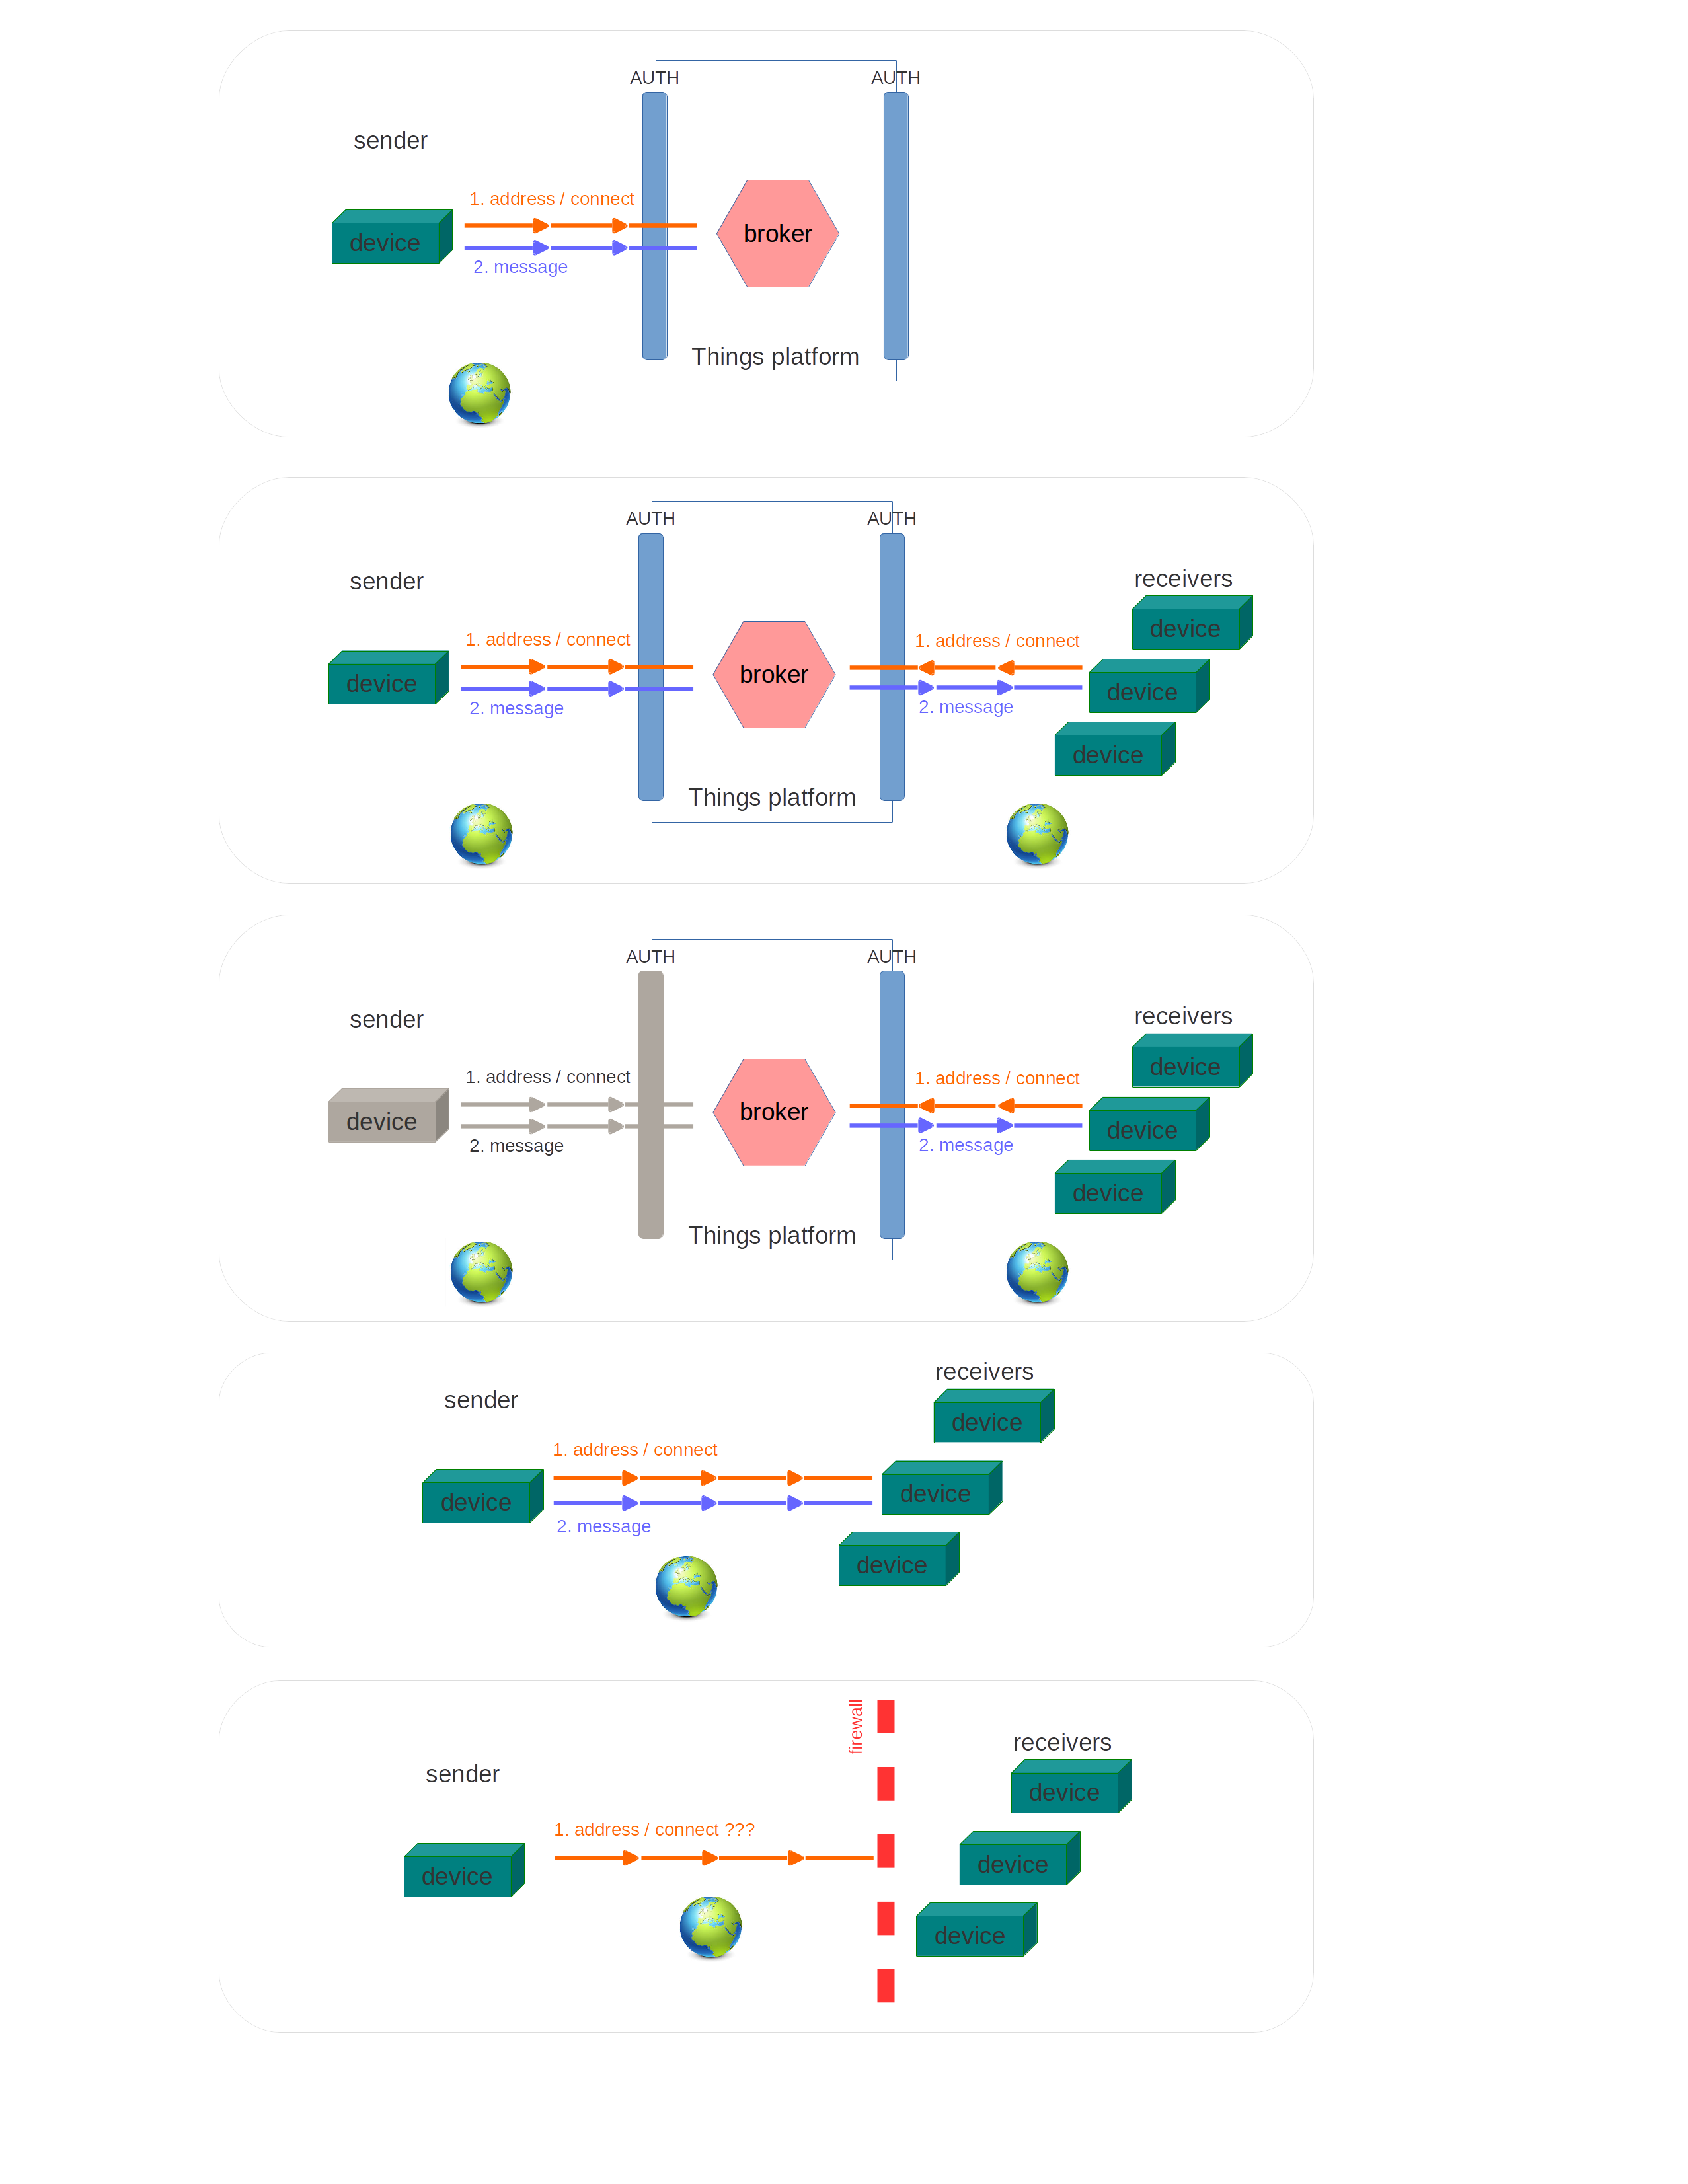 AUTH
AUTH
sender
1. address / connect
device
broker
2. message
Things platform
AUTH
AUTH
sender
receivers
device
1. address / connect
1. address / connect
device
broker
device
2. message
2. message
device
Things platform
AUTH
AUTH
sender
receivers
device
1. address / connect
1. address / connect
device
broker
device
2. message
2. message
device
Things platform
receivers
sender
device
1. address / connect
device
device
2. message
device
firewall
receivers
sender
device
1. address / connect ???
device
device
device